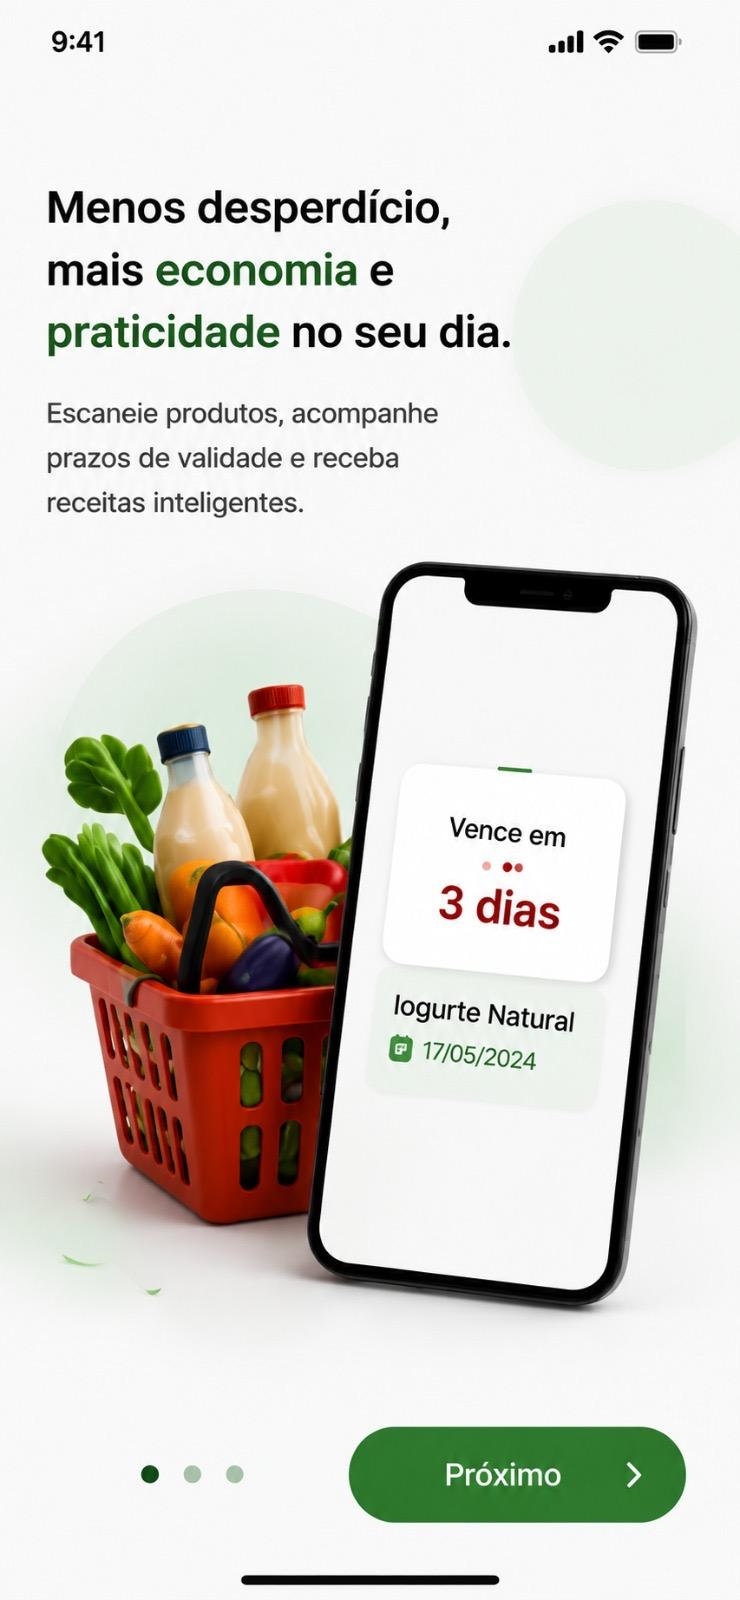 9:41
Menos desperdício,
mais economia e
praticidade no seu dia.
Escaneie produtos, acompanhe
prazos de validade e receba
receitas inteligentes.
Vence em
3 dias
Iogurte Natural
17/05/2024
Próximo